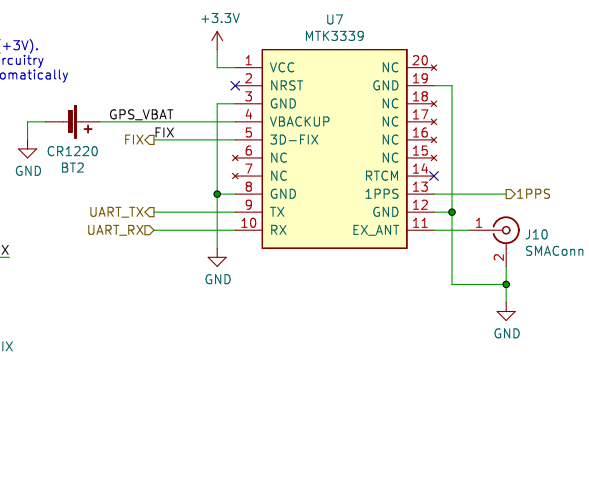 +3.3V
U7
MTK3339
(+3V).
rcuitry
omatically
1 VCC
2 NRST
3 GND
4 VBACKUP
5 3D-FIX
6 NC
7 NC
8 GND
9 TX
10 RX
NC 20
GND 19
NC 18
NC 17
NC 16
NC 15
RTCM 14
1PPS 13
GND 12
EX_ANT 11
GPS_VBAT
FIX
FIX
+
CR1220
BT2
GND
UART_TX
UART_RX
GND
1PPS
1
2
J10
SMAConn
GND
X
IX